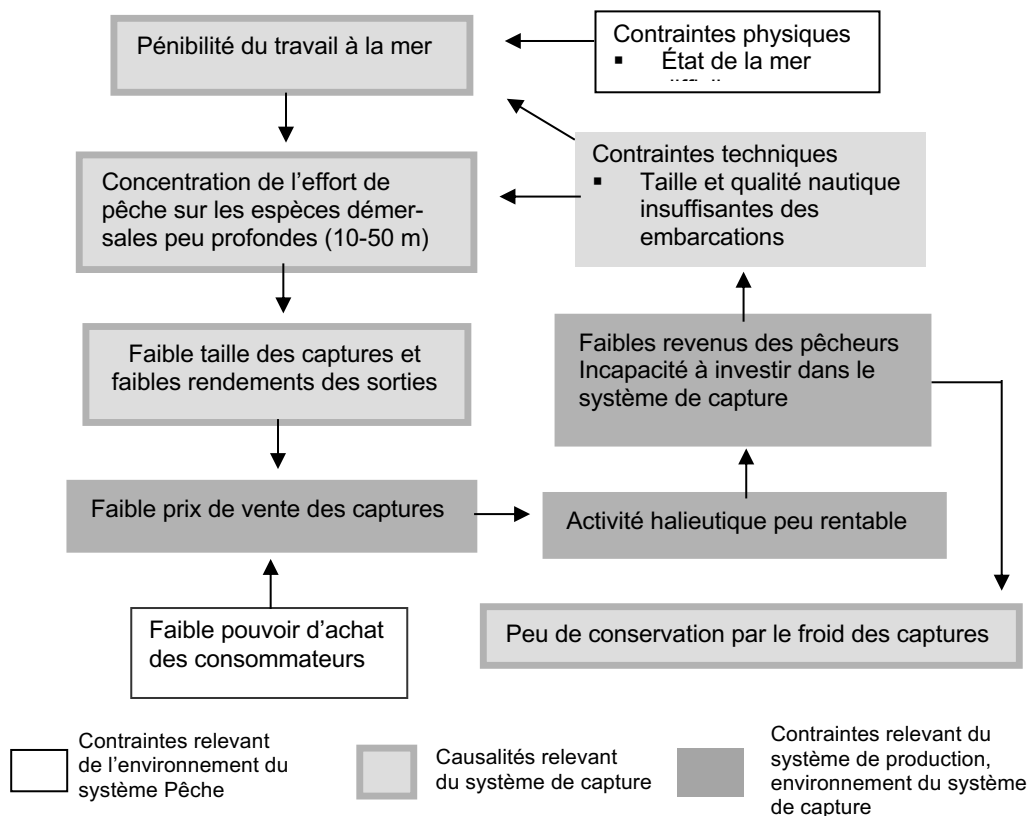 Pénibilité du travail à la mer
Contraintes physiques
▪ État de la mer
Contraintes techniques
▪ Taille et qualité nautique
insuffisantes des
embarcations
Concentration de l’effort de
pêche sur les espèces démer-
sales peu profondes (10-50 m)
Faible taille des captures et
faibles rendements des sorties
Faibles revenus des pêcheurs
Incapacité à investir dans le
système de capture
Faible prix de vente des captures
Activité halieutique peu rentable
Faible pouvoir d’achat
des consommateurs
Peu de conservation par le froid des captures
Contraintes relevant
de l’environnement du
système Pêche
Causalités relevant
du système de capture
Contraintes relevant du
système de production,
environnement du système
de capture